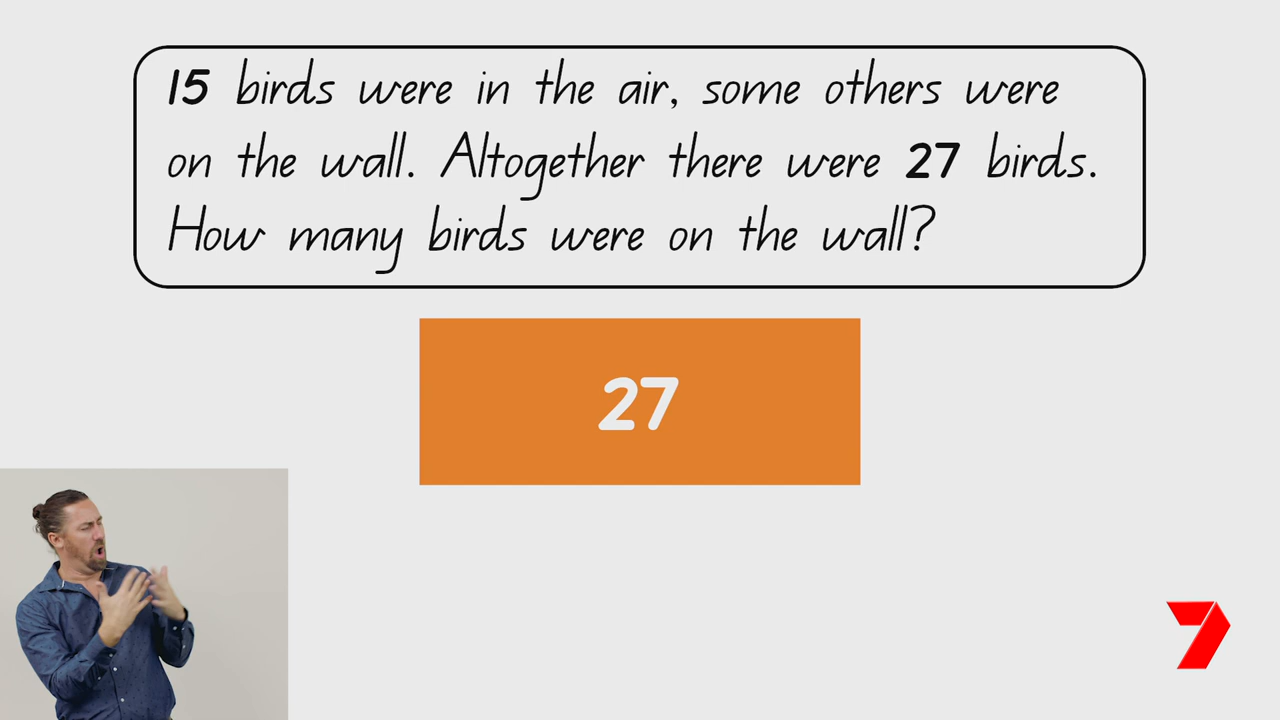 15 birds were in the air, some others were
on the wall. Altogether there were 27 birds.
How many birds were on the wall?
27
7